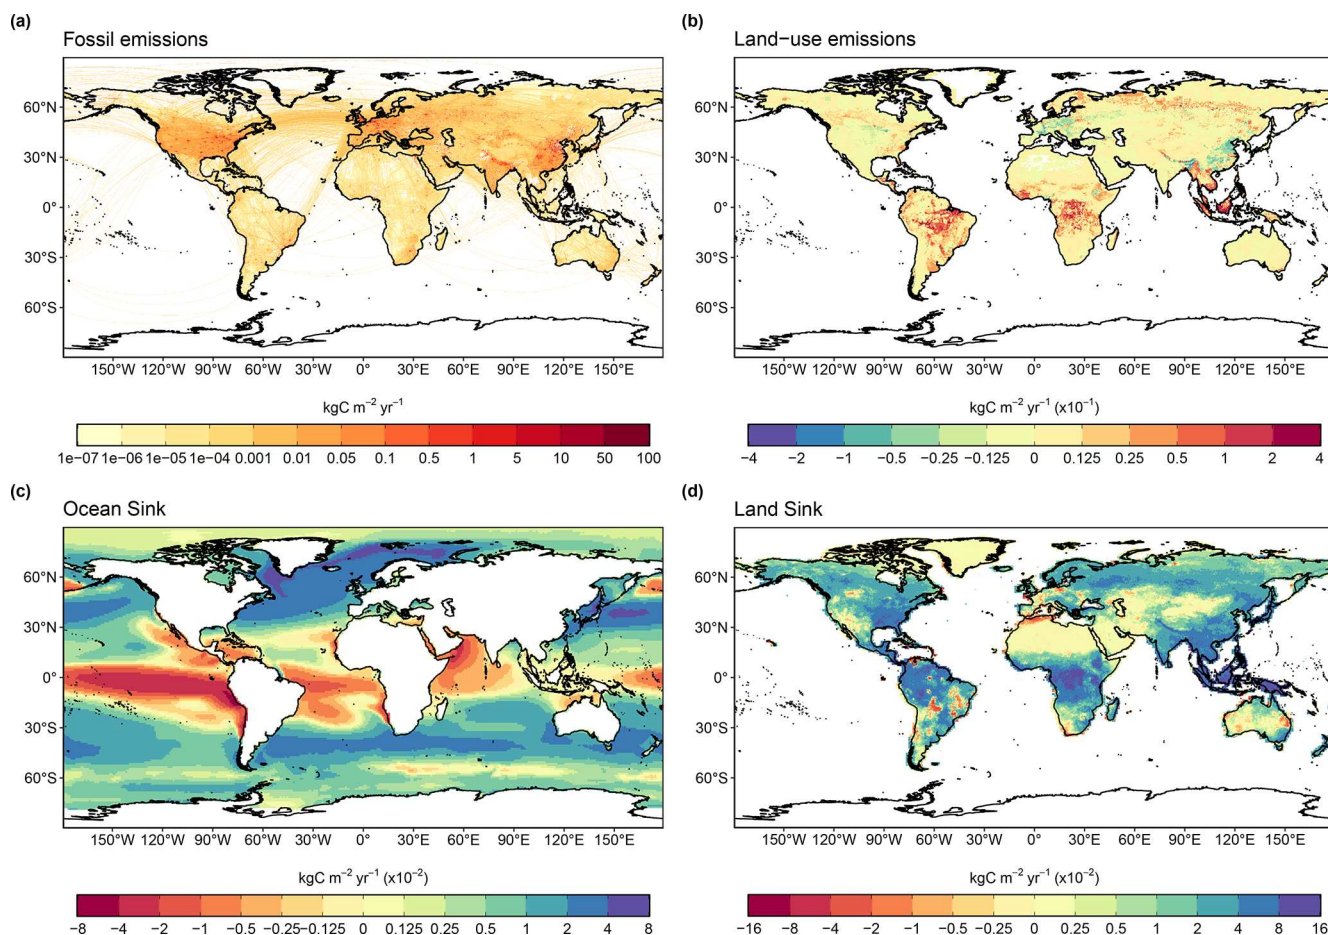 (a)
Fossil emissions
60°N
30°N
0°
30°S
60°S
150°W 120°W 90°W 60°W 30°W 0° 30°E 60°E 90°E 120°E 150°E
kgC m⁻² yr⁻¹
1e−07 1e−06 1e−05 1e−04 0.001 0.01 0.05 0.1 0.5 1 5 10 50 100
(b)
Land−use emissions
60°N
30°N
0°
30°S
60°S
150°W 120°W 90°W 60°W 30°W 0° 30°E 60°E 90°E 120°E 150°E
kgC m⁻² yr⁻¹ (x10⁻¹)
−4 −2 −1 −0.5 −0.25 −0.125 0 0.125 0.25 0.5 1 2 4
(c)
Ocean Sink
60°N
30°N
0°
30°S
60°S
150°W 120°W 90°W 60°W 30°W 0° 30°E 60°E 90°E 120°E 150°E
kgC m⁻² yr⁻¹ (x10⁻²)
−8 −4 −2 −1 −0.5 −0.25 −0.125 0 0.125 0.25 0.5 1 2 4 8
(d)
Land Sink
60°N
30°N
0°
30°S
60°S
150°W 120°W 90°W 60°W 30°W 0° 30°E 60°E 90°E 120°E 150°E
kgC m⁻² yr⁻¹ (x10⁻²)
−16 −8 −4 −2 −1 −0.5 −0.25 0 0.25 0.5 1 2 4 8 16